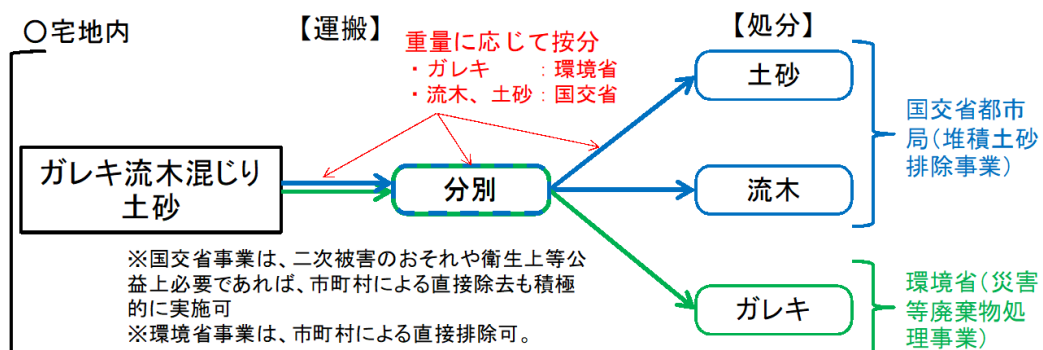 〇宅地内
【運搬】
【処分】
重量に応じて按分
・ガレキ　　　：環境省
・流木、土砂：国交省
ガレキ流木混じり
土砂
分別
土砂
流木
ガレキ
国交省都市
局(堆積土砂
排除事業)
環境省(災害
等廃棄物処
理事業)
※国交省事業は、二次被害のおそれや衛生上等公
益上必要であれば、市町村による直接除去も積極
的に実施可
※環境省事業は、市町村による直接排除可。